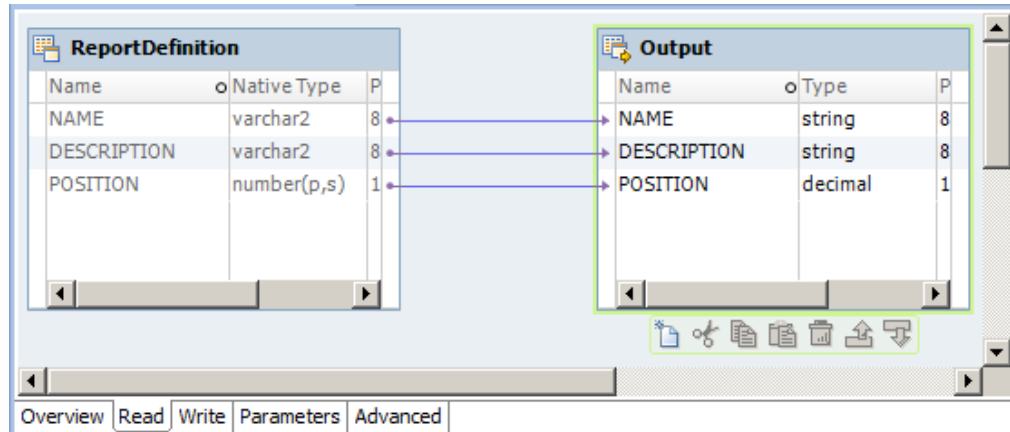 ReportDefinition
Name Native Type P
NAME varchar2 8
DESCRIPTION varchar2 8
POSITION number(p,s) 1
Output
Name Type P
NAME string 8
DESCRIPTION string 8
POSITION decimal 1
Overview Read Write Parameters Advanced